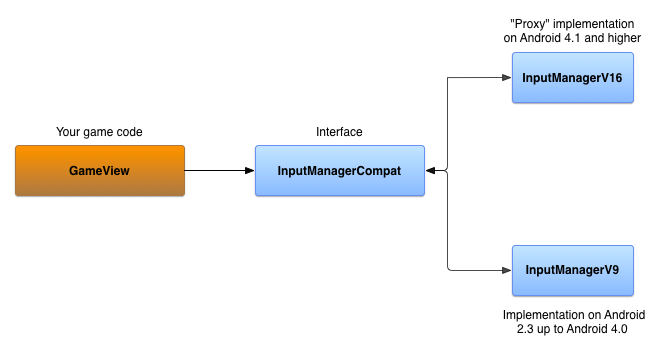 "Proxy" implementation
on Android 4.1 and higher
InputManagerV16
Your game code
Interface
GameView
InputManagerCompat
InputManagerV9
Implementation on Android
2.3 up to Android 4.0